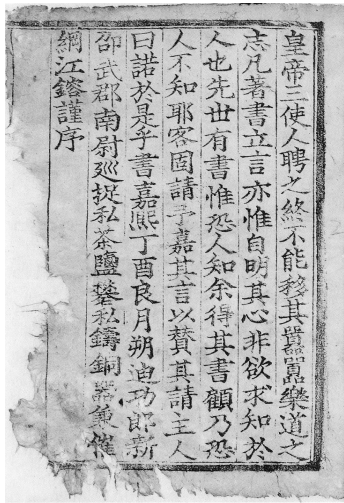 皇帝三使人聘之終不能移其囂囂樂道之
志凡著書立言亦惟自明其心非欲求知於
人也先世有書惟恐人知余得其書顧乃恐
人不知耶客固請予嘉其言以贊其請主人
曰諾於是乎書嘉熙丁酉良月朔迪功郎新
邵武郡南尉廵捉私茶鹽礬私鑄銅器兼催
綱江鎔謹序